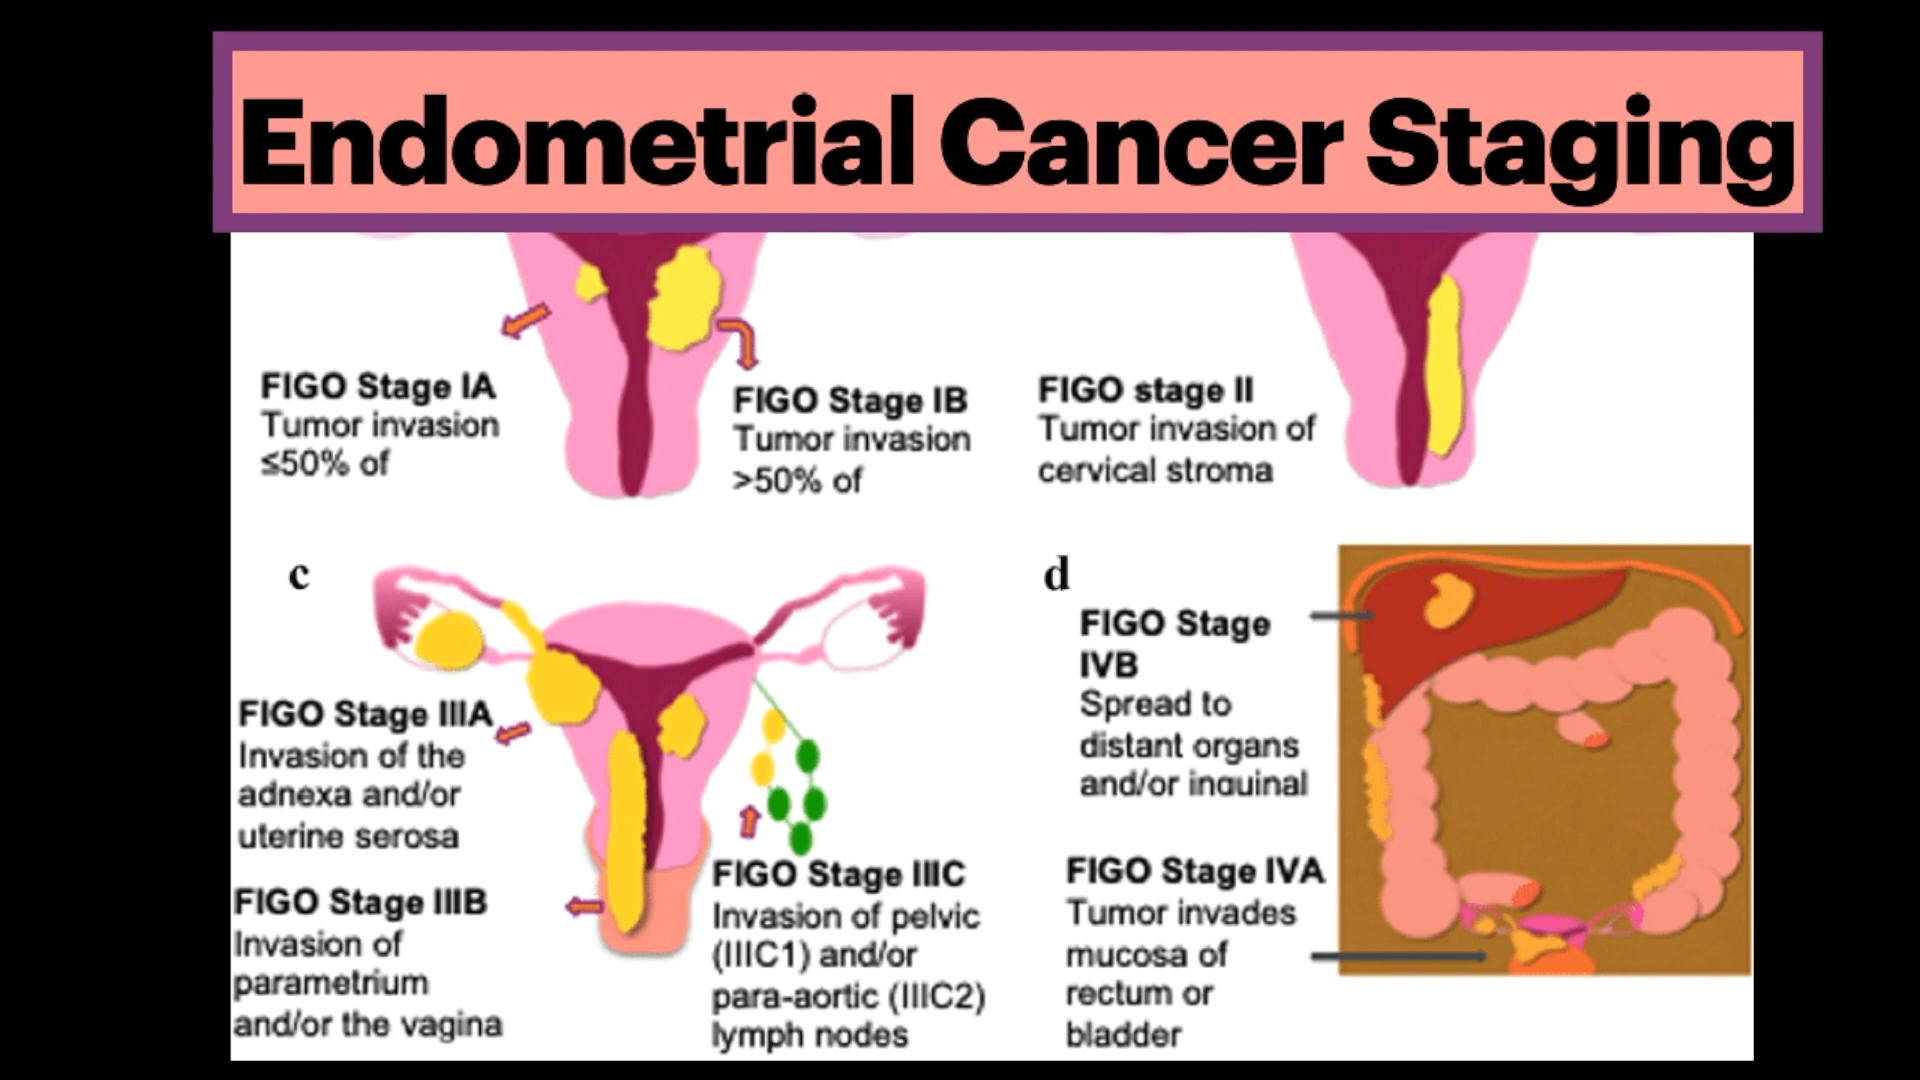 Endometrial Cancer Staging
FIGO Stage IA
Tumor invasion
≤50% of
FIGO Stage IB
Tumor invasion
>50% of
FIGO stage II
Tumor invasion of
cervical stroma
c
FIGO Stage IIIA
Invasion of the
adnexa and/or
uterine serosa
FIGO Stage IIIB
Invasion of
parametrium
and/or the vagina
FIGO Stage IIIC
Invasion of pelvic
(IIIC1) and/or
para-aortic (IIIC2)
lymph nodes
d
FIGO Stage
IVB
Spread to
distant organs
and/or inguinal
FIGO Stage IVA
Tumor invades
mucosa of
rectum or
bladder